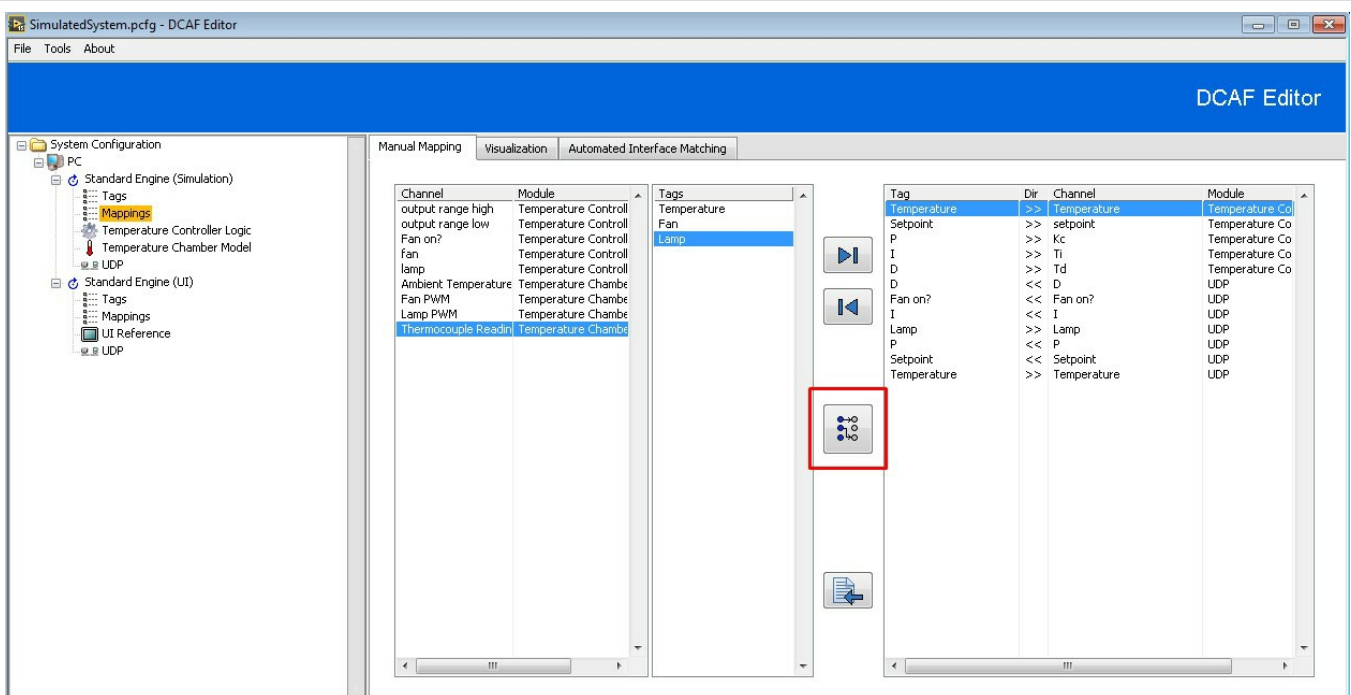 SimulatedSystem.pcfg - DCAF Editor
File Tools About
DCAF Editor
System Configuration
PC
Standard Engine (Simulation)
Tags
Mappings
Temperature Controller Logic
Temperature Chamber Model
UDP
Standard Engine (UI)
Tags
Mappings
UI Reference
UDP
Manual Mapping Visualization Automated Interface Matching
Channel Module
output range high Temperature Controll
output range low Temperature Controll
Fan on? Temperature Controll
fan Temperature Controll
lamp Temperature Controll
Ambient Temperature Temperature Chambe
Fan PWM Temperature Chambe
Lamp PWM Temperature Chambe
Thermocouple Readin Temperature Chambe
Tags
Temperature
Fan
Lamp
Tag Dir Channel Module
Temperature >> Temperature Temperature Co
Setpoint >> setpoint Temperature Co
P >> Kc Temperature Co
I >> Ti Temperature Co
D >> Td Temperature Co
D << D UDP
Fan on? << Fan on? UDP
I << I UDP
Lamp >> Lamp UDP
P << P UDP
Setpoint << Setpoint UDP
Temperature >> Temperature UDP